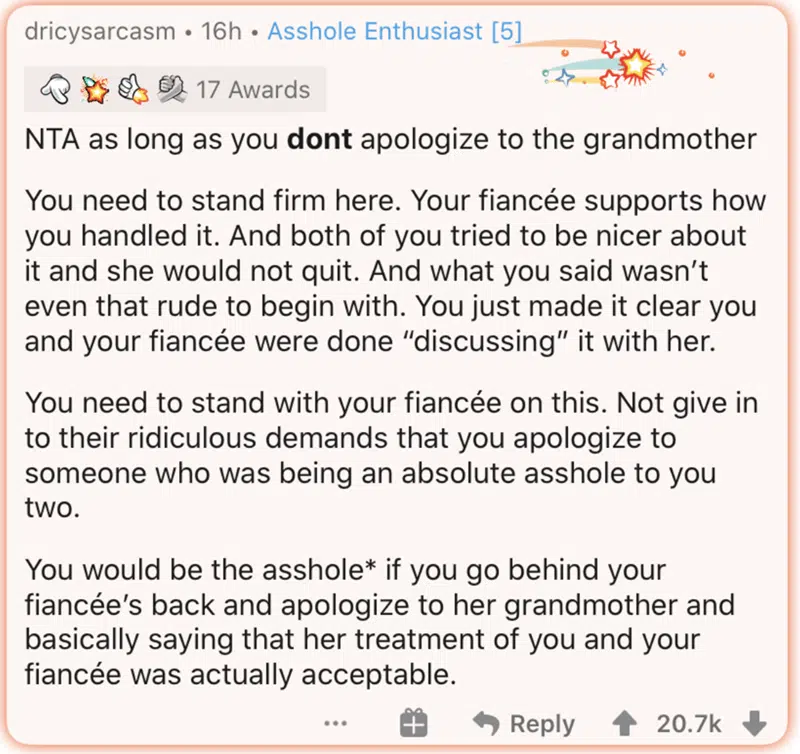 dricysarcasm • 16h • Asshole Enthusiast [5]
17 Awards
NTA as long as you dont apologize to the grandmother
You need to stand firm here. Your fiancée supports how
you handled it. And both of you tried to be nicer about
it and she would not quit. And what you said wasn’t
even that rude to begin with. You just made it clear you
and your fiancée were done “discussing” it with her.
You need to stand with your fiancée on this. Not give in
to their ridiculous demands that you apologize to
someone who was being an absolute asshole to you
two.
You would be the asshole* if you go behind your
fiancée’s back and apologize to her grandmother and
basically saying that her treatment of you and your
fiancée was actually acceptable.
... Reply 20.7k